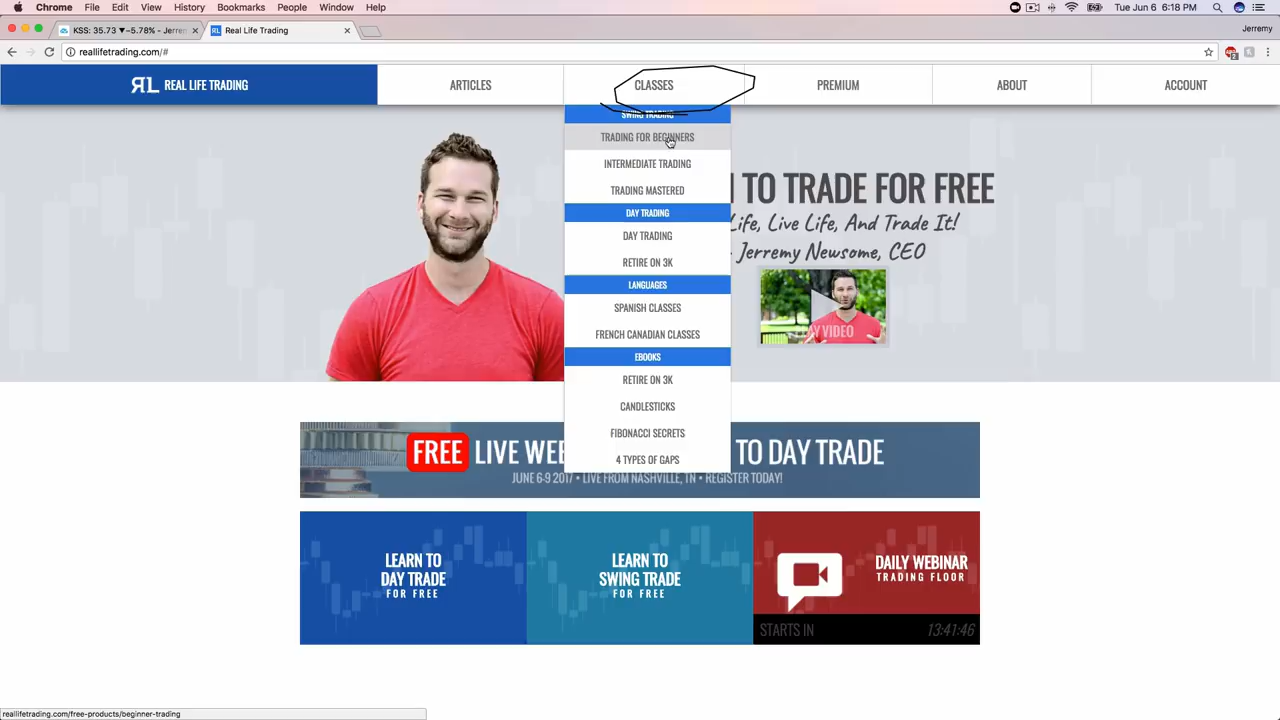 Chrome File Edit View History Bookmarks People Window Help Tue Jun 6 6:18 PM
KSS: 35.73 ▼−5.78% - Jerrem Real Life Trading Jerremy
reallifetrading.com/#
RL REAL LIFE TRADING ARTICLES CLASSES PREMIUM ABOUT ACCOUNT
SWING TRADING
TRADING FOR BEGINNERS
INTERMEDIATE TRADING
TRADING MASTERED
DAY TRADING
DAY TRADING
RETIRE ON 3K
LANGUAGES
SPANISH CLASSES
FRENCH CANADIAN CLASSES
EBOOKS
RETIRE ON 3K
CANDLESTICKS
FIBONACCI SECRETS
4 TYPES OF GAPS
TO TRADE FOR FREE
Life, Live Life, And Trade It!
- Jerremy Newsome, CEO
PLAY VIDEO
FREE LIVE WEE TO DAY TRADE
JUNE 6-9 2017 • LIVE FROM NASHVILLE, TN • REGISTER TODAY!
LEARN TO
DAY TRADE
FOR FREE
LEARN TO
SWING TRADE
FOR FREE
DAILY WEBINAR
TRADING FLOOR
STARTS IN 13:41:46
reallifetrading.com/free-products/beginner-trading